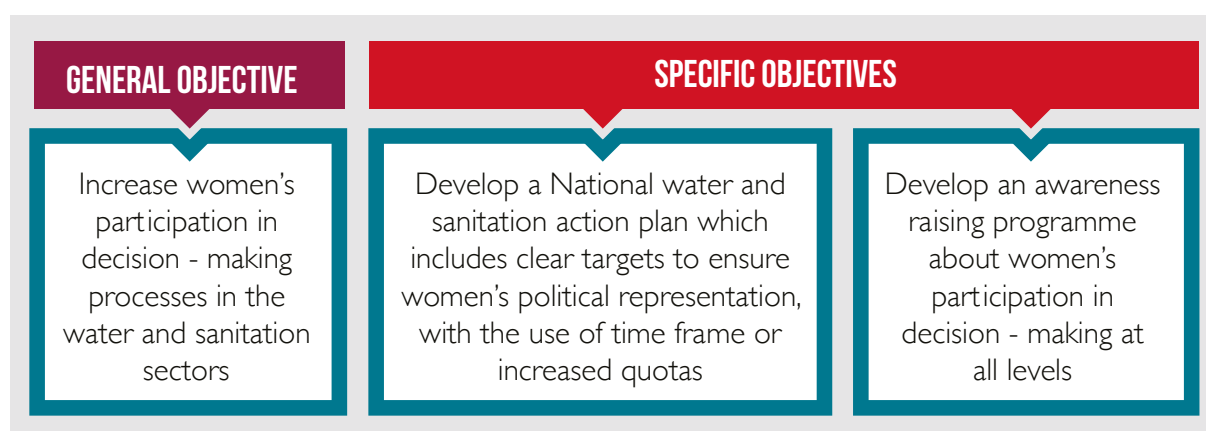 GENERAL OBJECTIVE
Increase women's
participation in
decision - making
processes in the
water and sanitation
sectors
SPECIFIC OBJECTIVES
Develop a National water and
sanitation action plan which
includes clear targets to ensure
women's political representation,
with the use of time frame or
increased quotas
Develop an awareness
raising programme
about women's
participation in
decision - making at
all levels